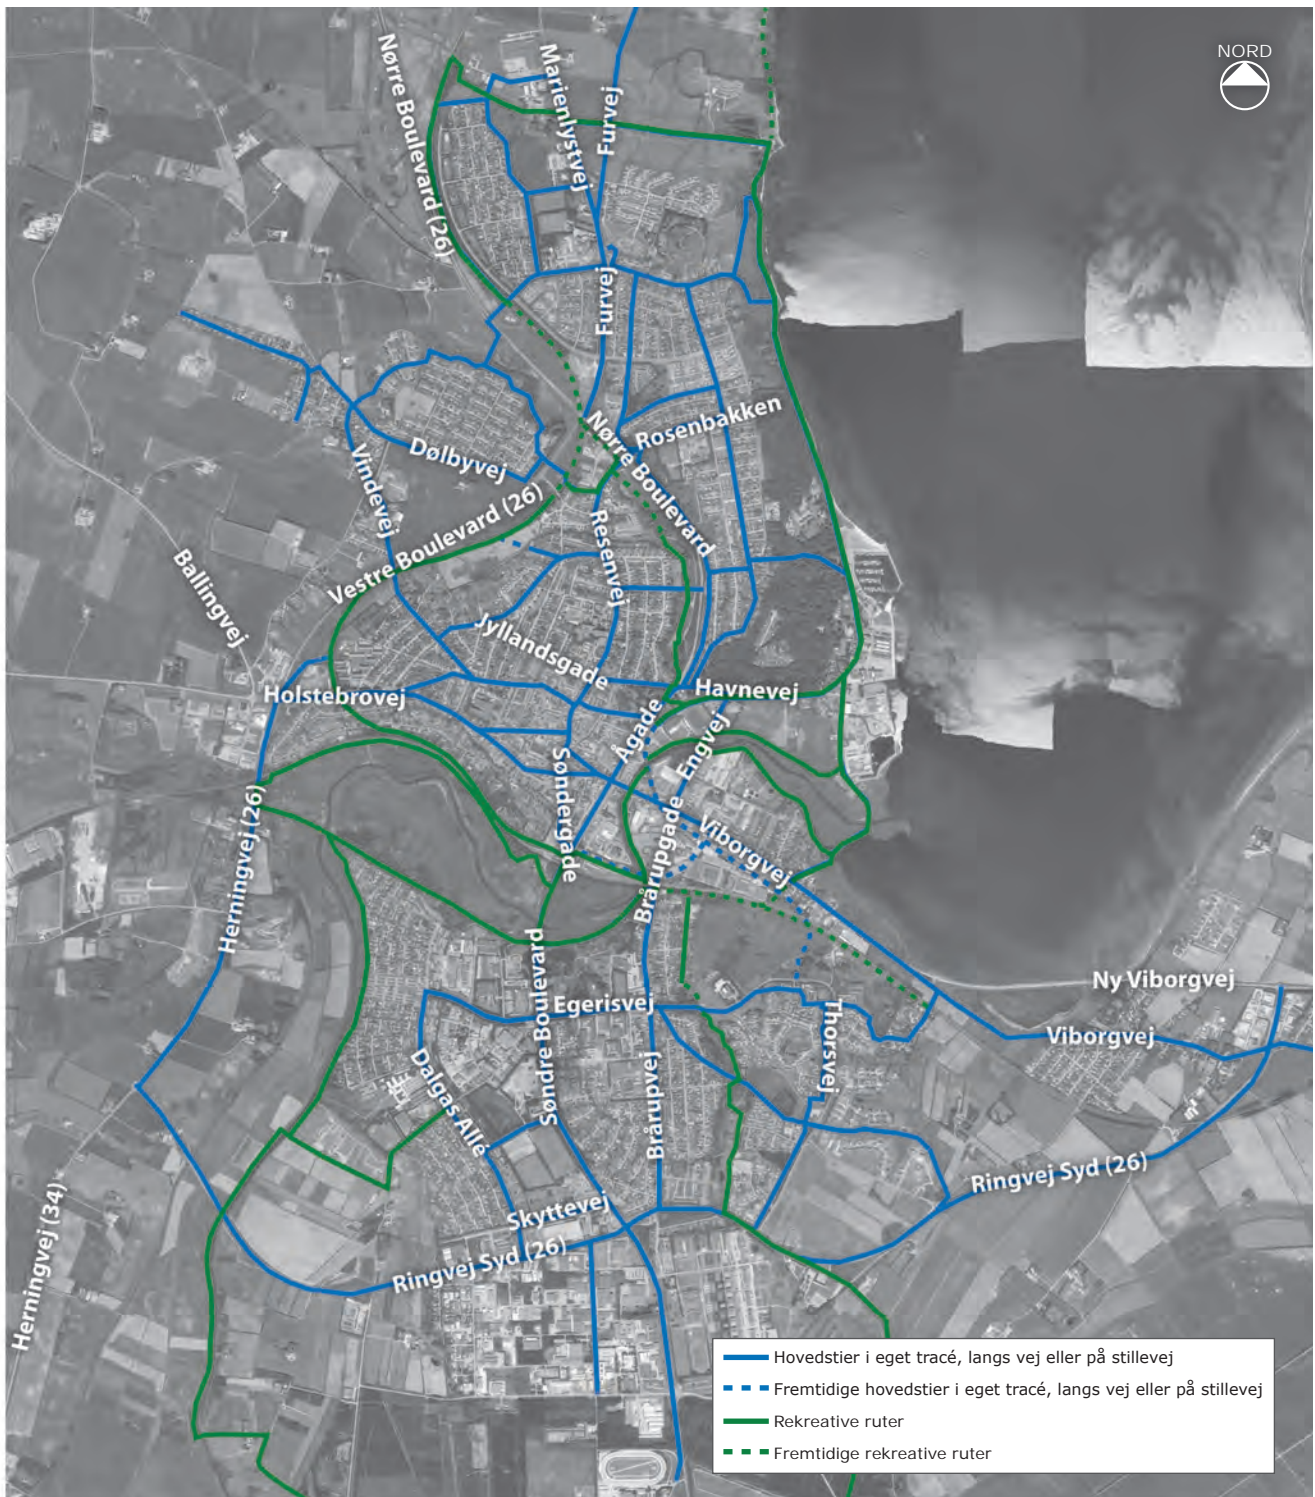 NORD
Nørre Boulevard (26)
Marienlystvej
Furvej
Furvej
Rosenbakken
Nørre Boulevard
Dølbyvej
Vindevej
Vestre Boulevard (26)
Resenvej
Ballingvej
Jyllandsgade
Holstebrovej
Havnevej
Ågade
Engvej
Søndergade
Herningvej (26)
Brårupgade
Viborgvej
Søndre Boulevard
Ny Viborgvej
Egerisvej
Thorsvej
Viborgvej
Dalgas Allé
Brårupvej
Ringvej Syd (26)
Skyttevej
Ringvej Syd (26)
Herningvej (34)
Hovedstier i eget tracé, langs vej eller på stillevej
Fremtidige hovedstier i eget tracé, langs vej eller på stillevej
Rekreative ruter
Fremtidige rekreative ruter